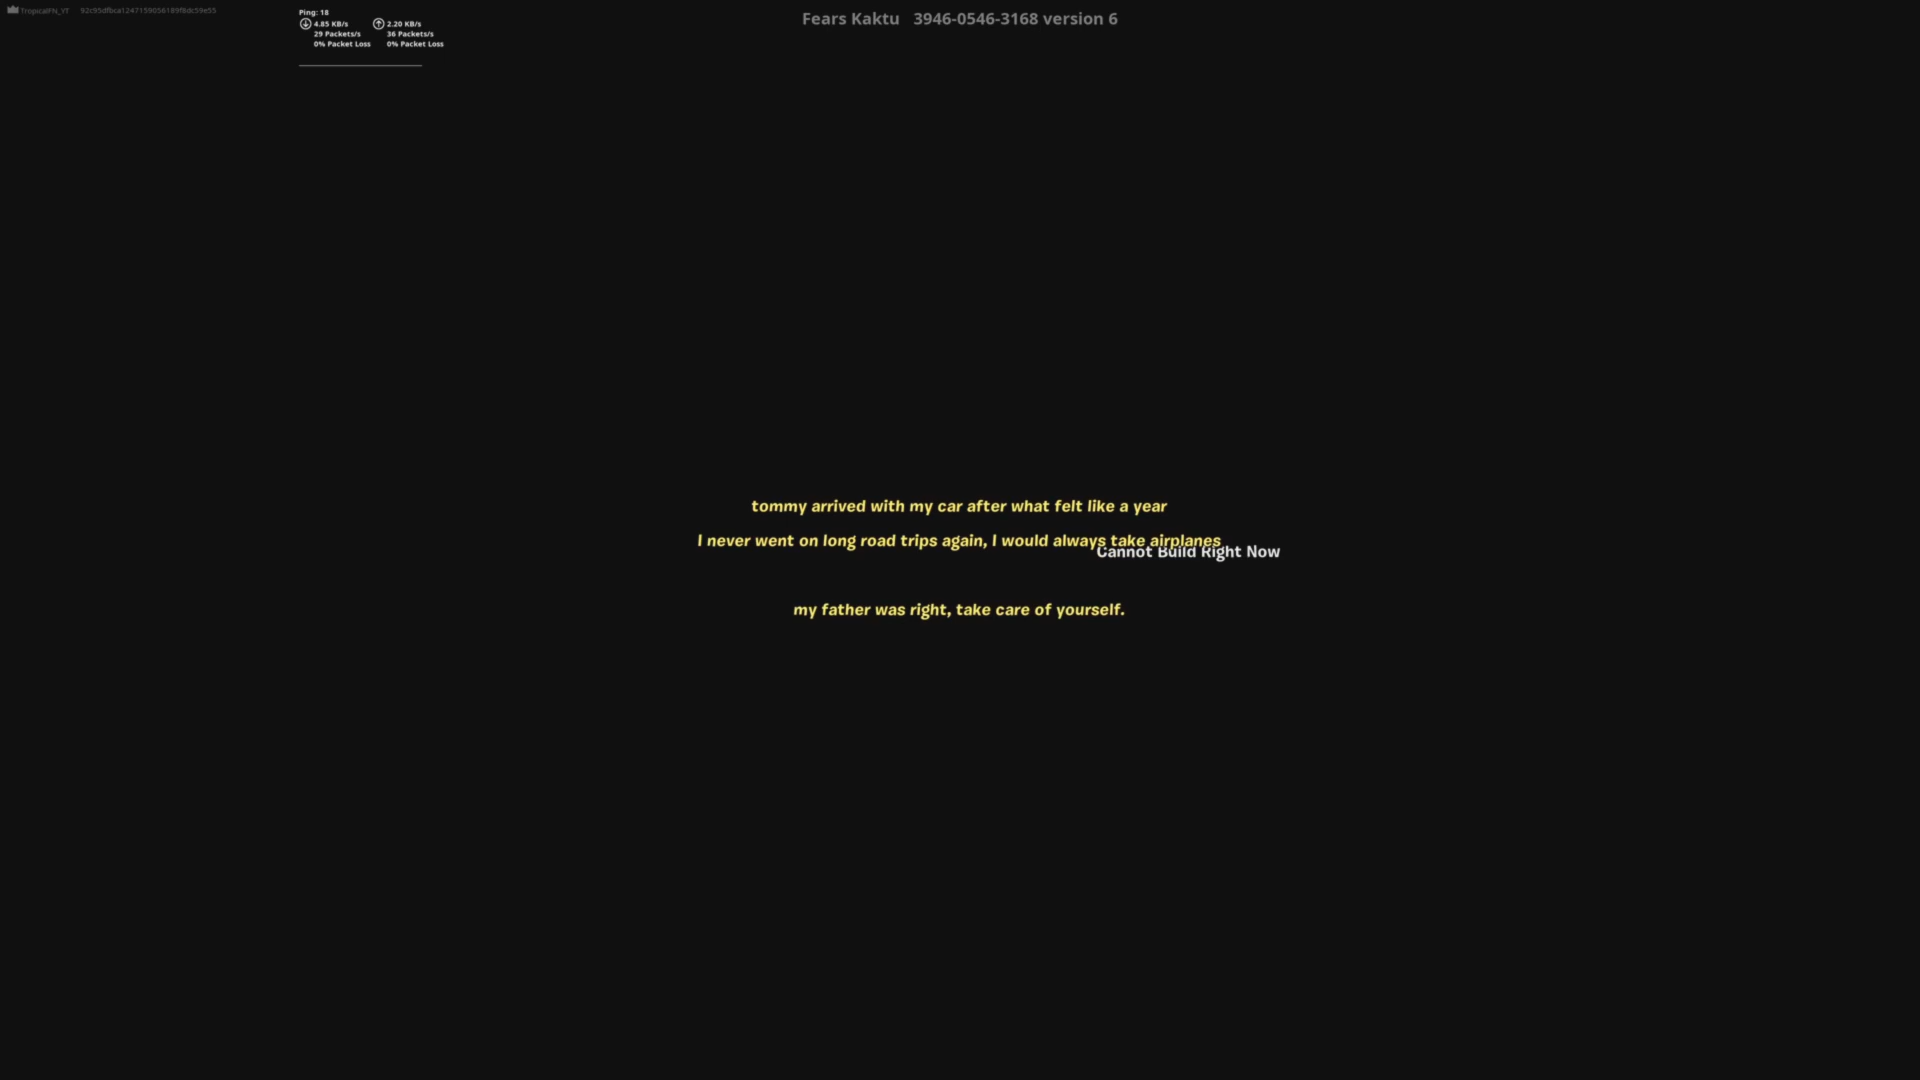 TropicalFN_YT
Ping: 18
4.85 KB/s 2.20 KB/s
29 Packets/s 36 Packets/s
0% Packet Loss 0% Packet Loss
Fears Kaktu 3946-0546-3168 version 6
tommy arrived with my car after what felt like a year
I never went on long road trips again, I would always take airplanes
Cannot Build Right Now
my father was right, take care of yourself.